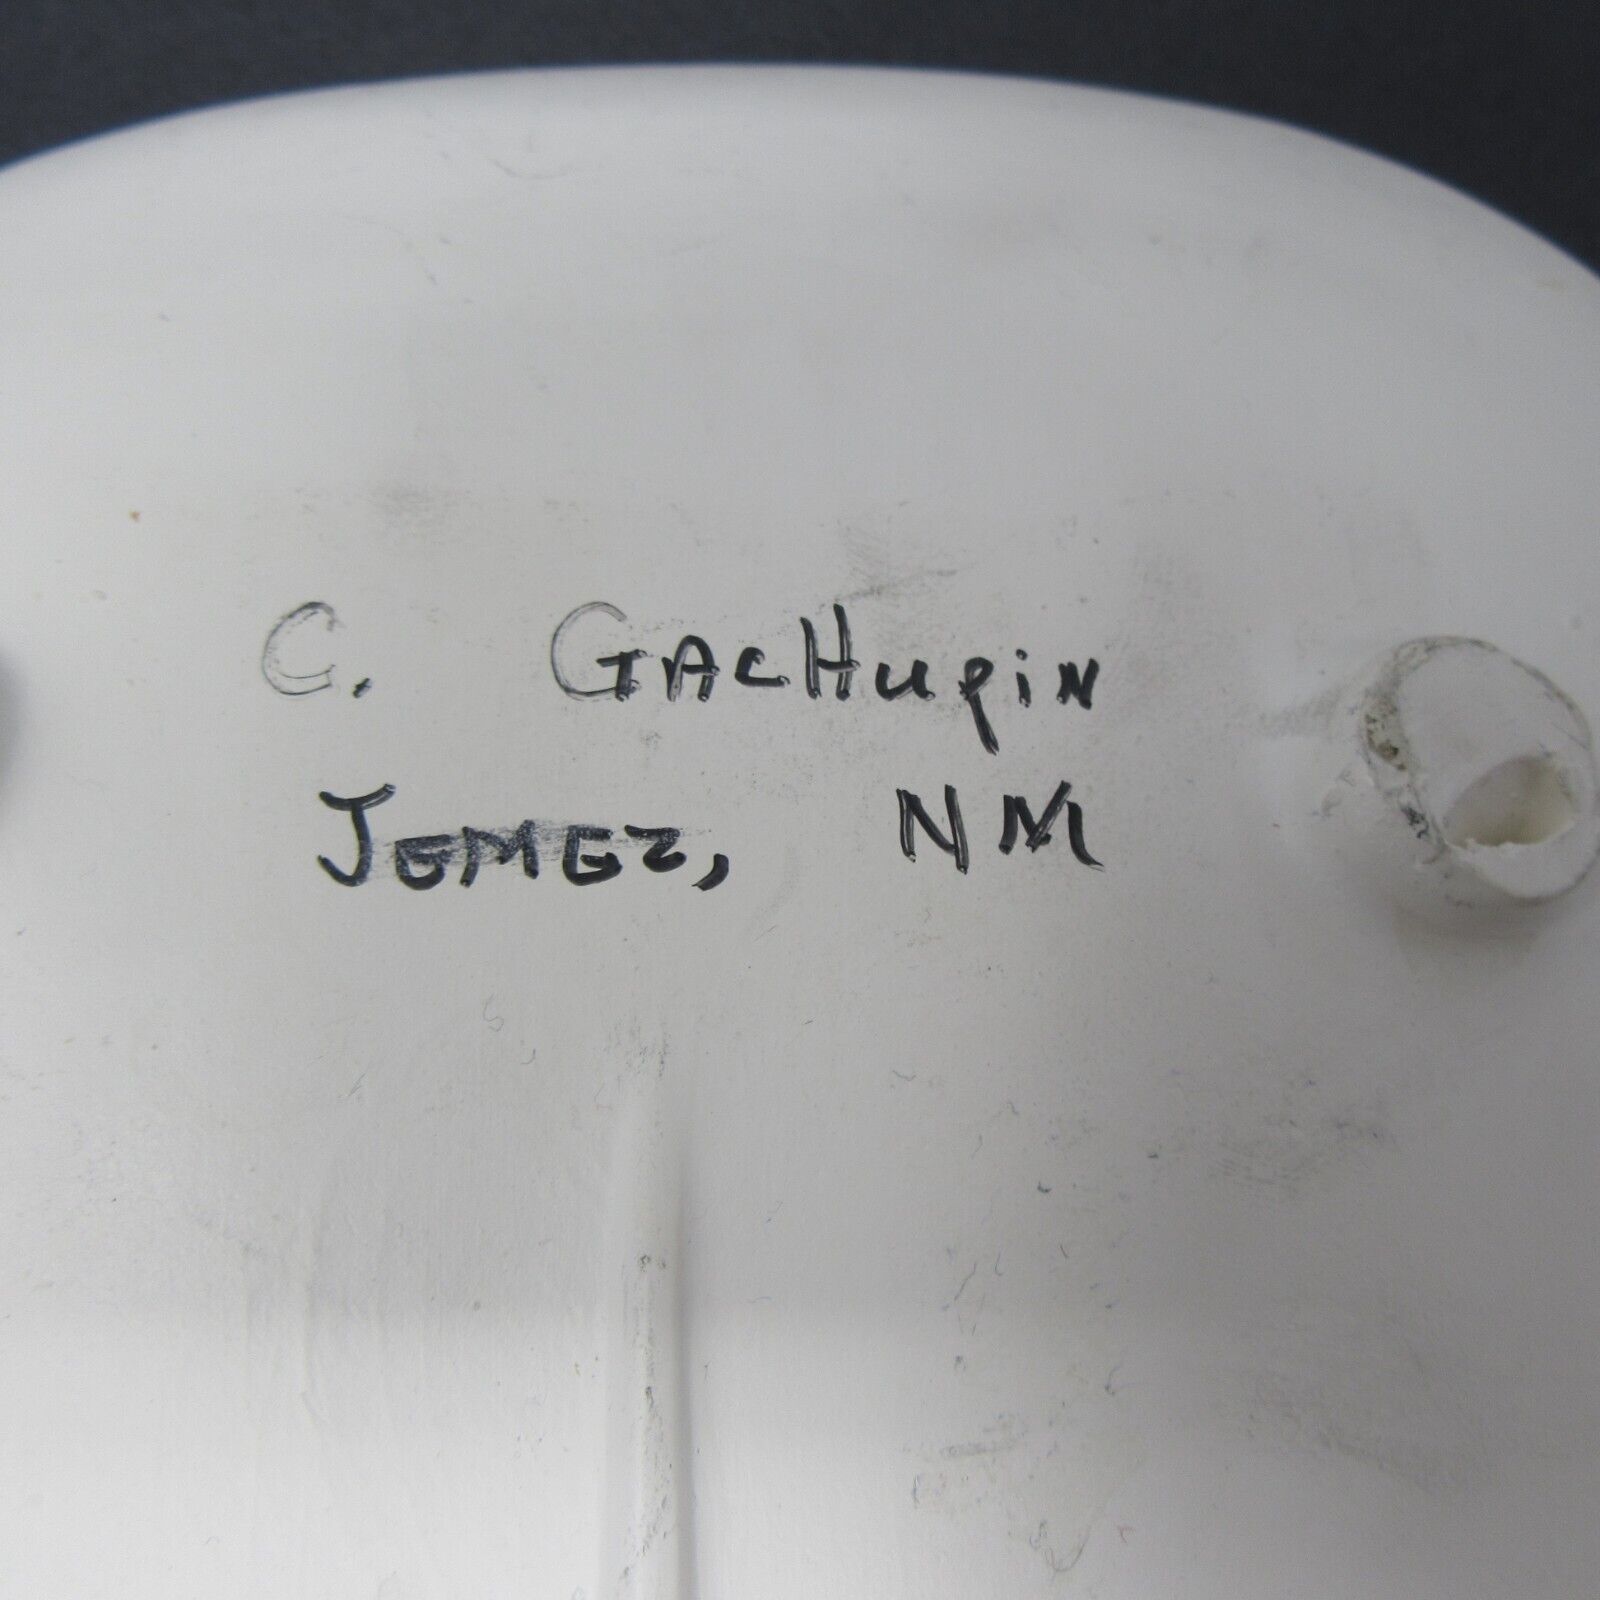 C. GACHUPIN
JEMEZ, NM